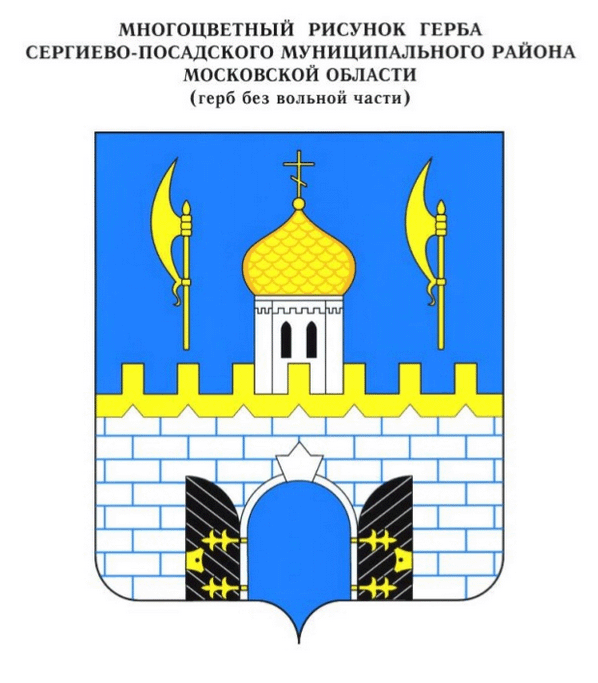 МНОГОЦВЕТНЫЙ РИСУНОК ГЕРБА
СЕРГИЕВО-ПОСАДСКОГО МУНИЦИПАЛЬНОГО РАЙОНА
МОСКОВСКОЙ ОБЛАСТИ
(герб без вольной части)